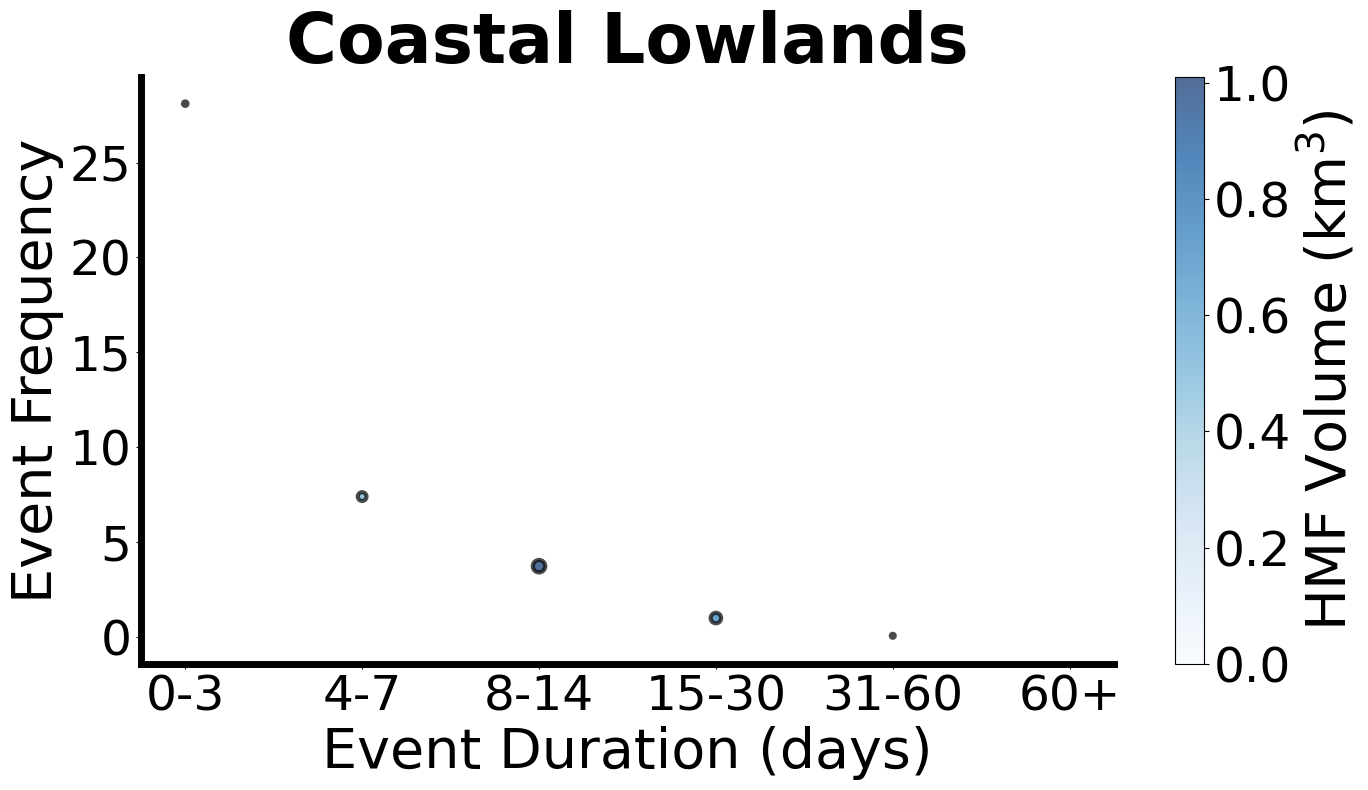 Coastal Lowlands
Event Frequency
25
20
15
10
5
0
0-3 4-7 8-14 15-30 31-60 60+
Event Duration (days)
1.0
0.8
0.6
0.4
0.2
0.0
HMF Volume (km³)